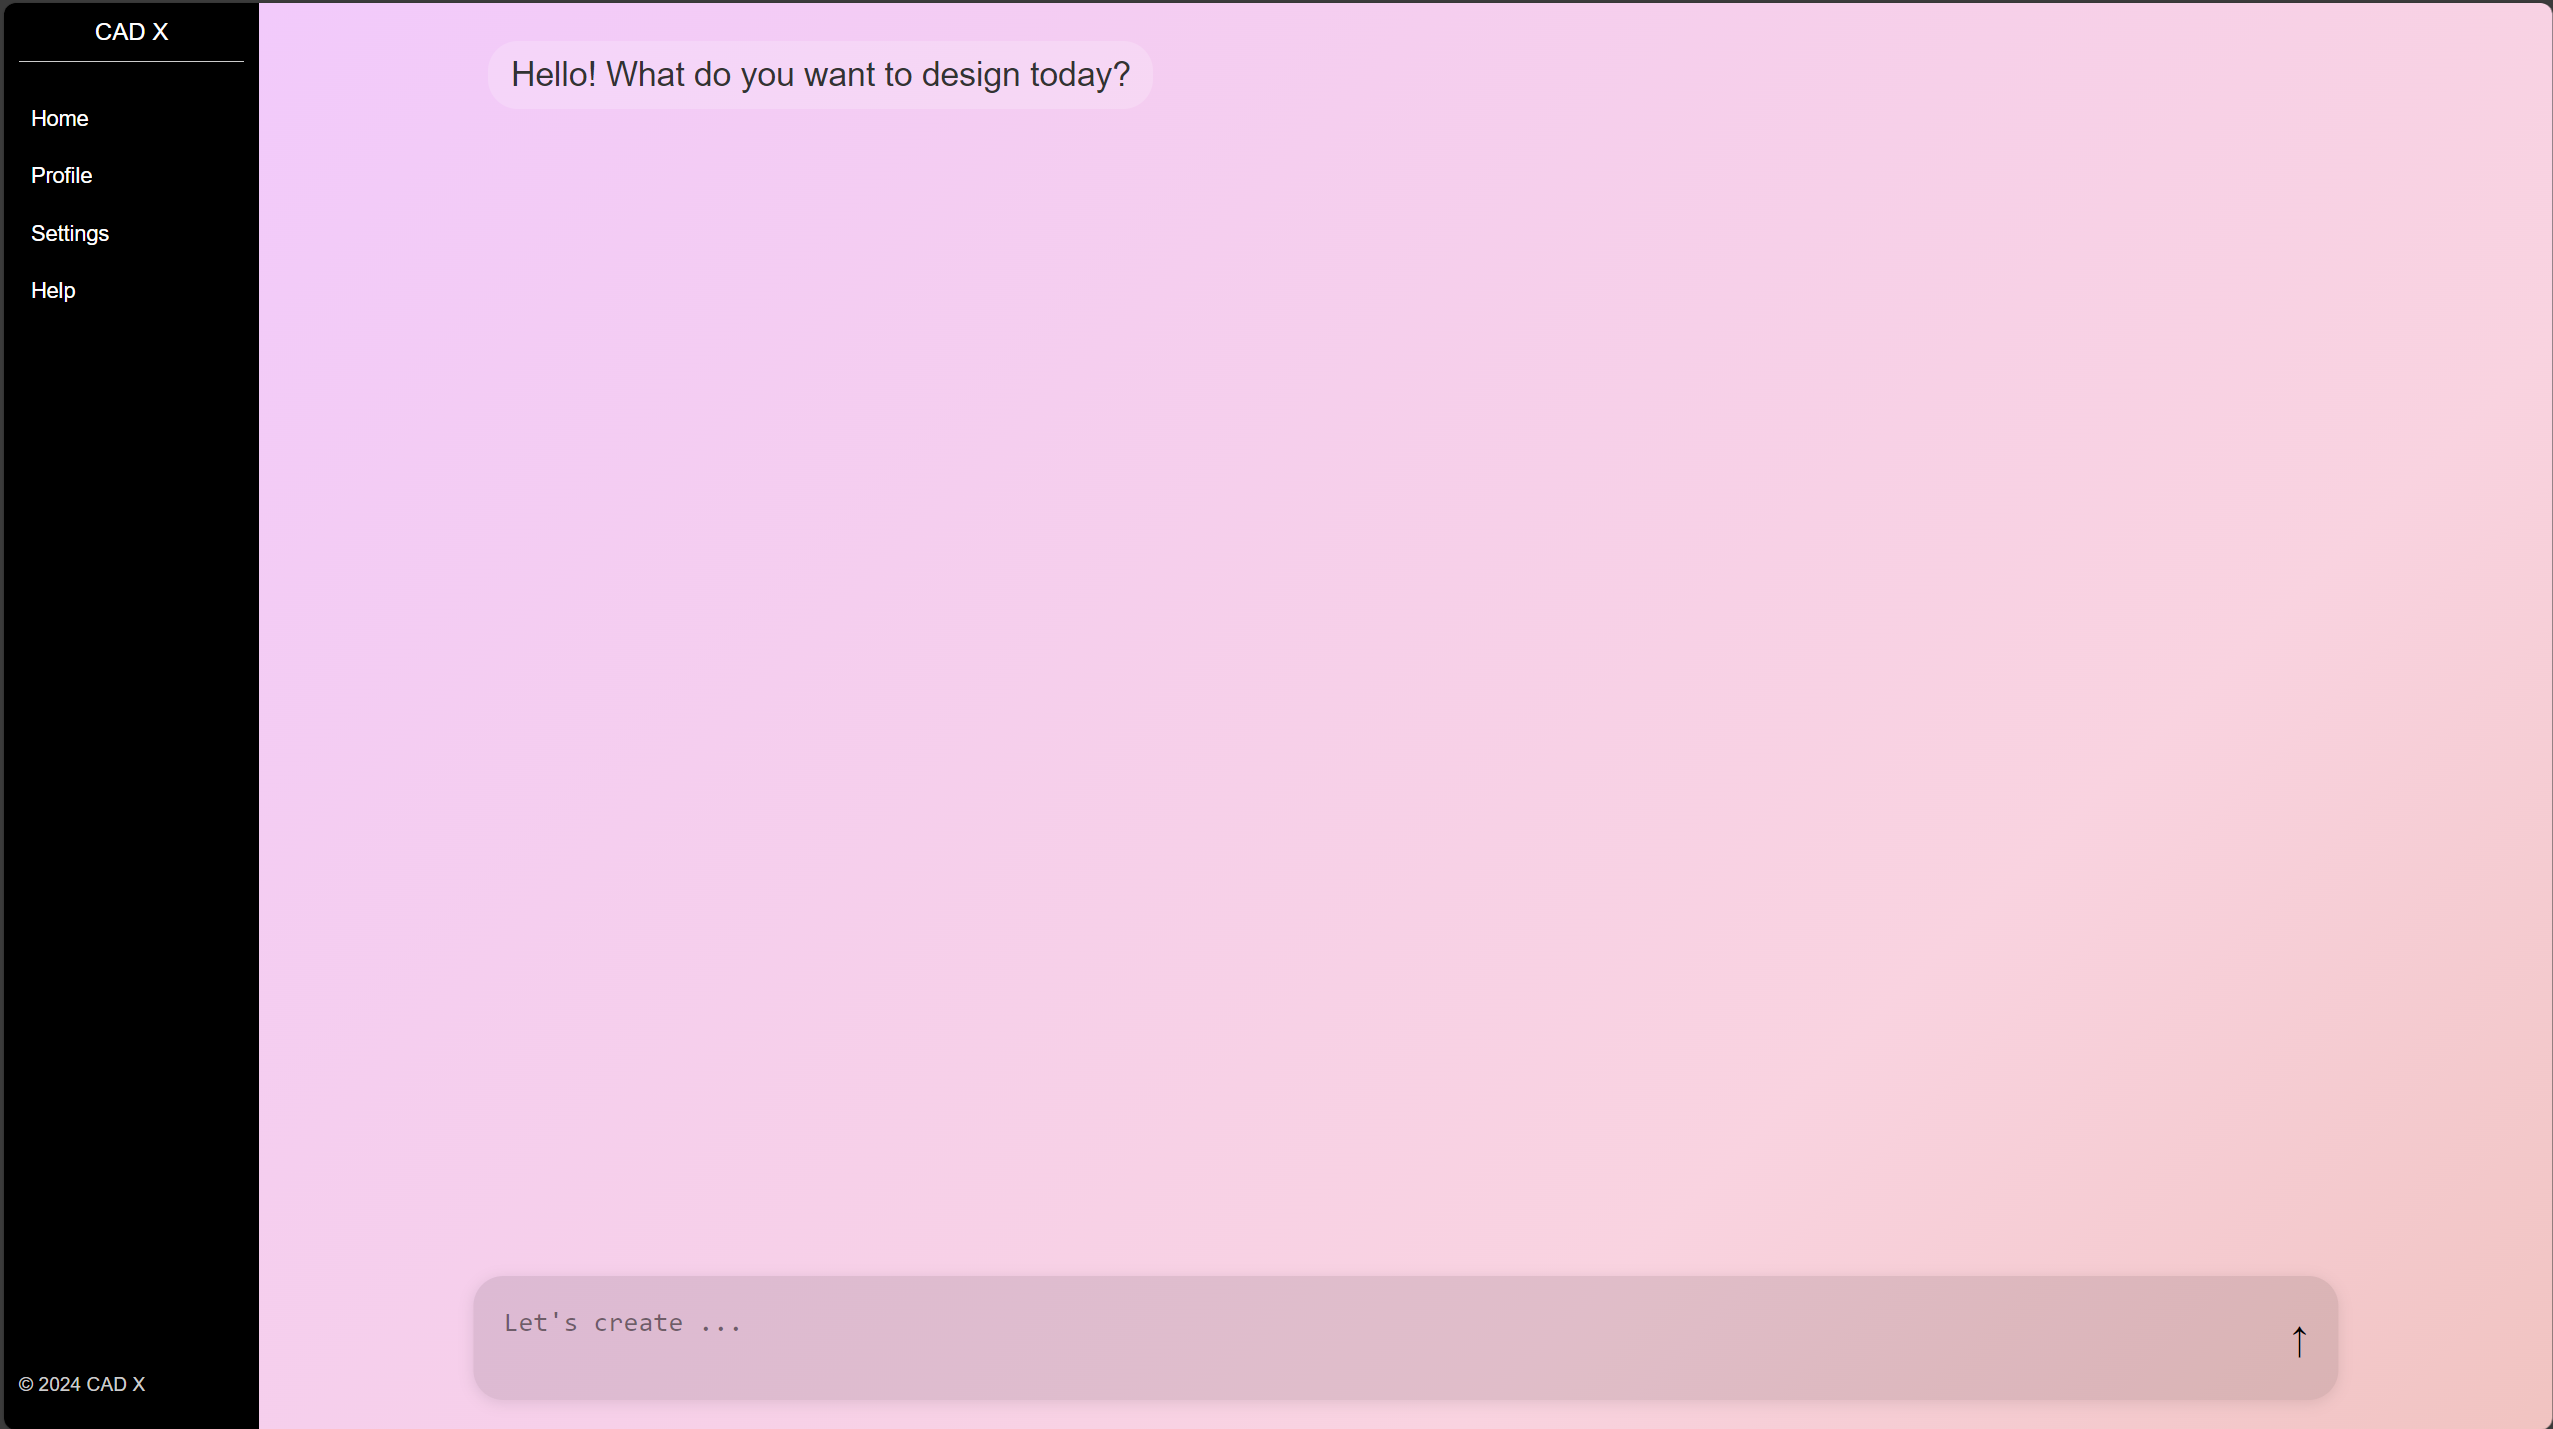 CAD X
Home
Profile
Settings
Help
© 2024 CAD X
Hello! What do you want to design today?
Let's create ...
↑